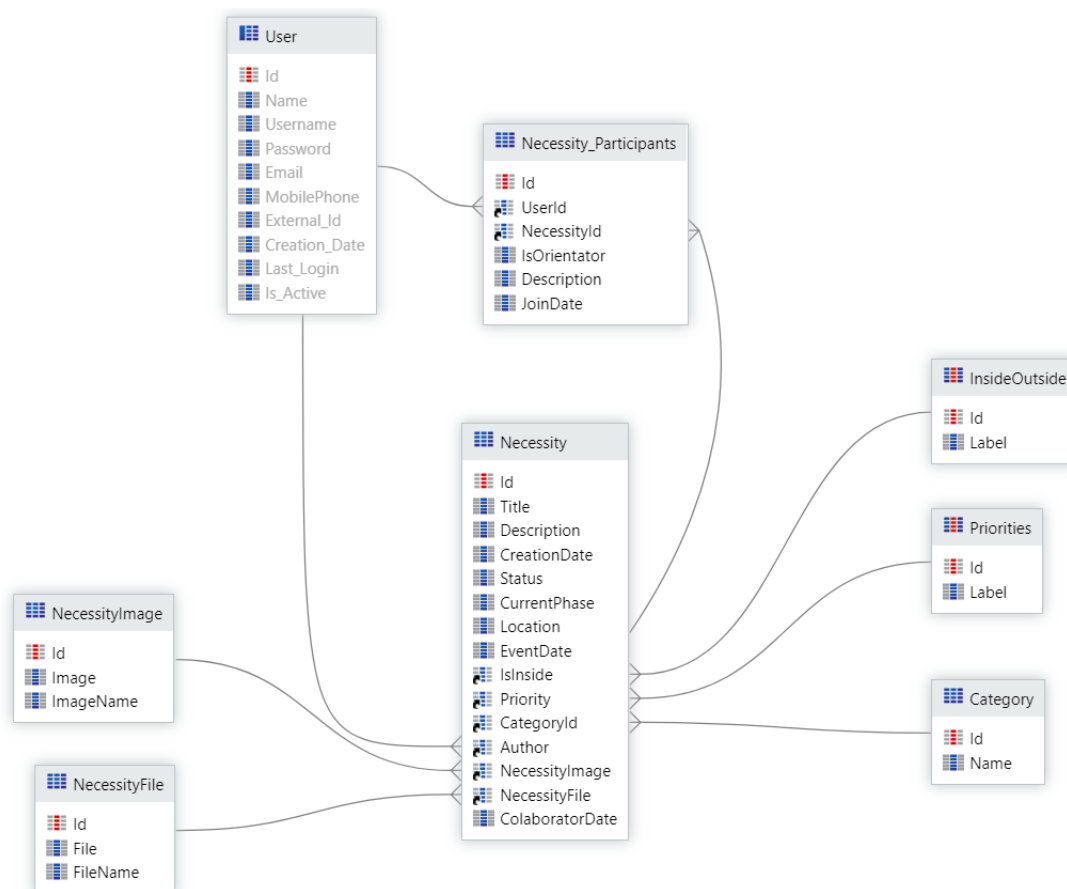 User
Id
Name
Username
Password
Email
MobilePhone
External_Id
Creation_Date
Last_Login
Is_Active
Necessity_Participants
Id
UserId
NecessityId
IsOrientator
Description
JoinDate
Necessity
Id
Title
Description
CreationDate
Status
CurrentPhase
Location
EventDate
IsInside
Priority
CategoryId
Author
NecessityImage
NecessityFile
ColaboratorDate
InsideOutside
Id
Label
Priorities
Id
Label
Category
Id
Name
NecessityImage
Id
Image
ImageName
NecessityFile
Id
File
FileName